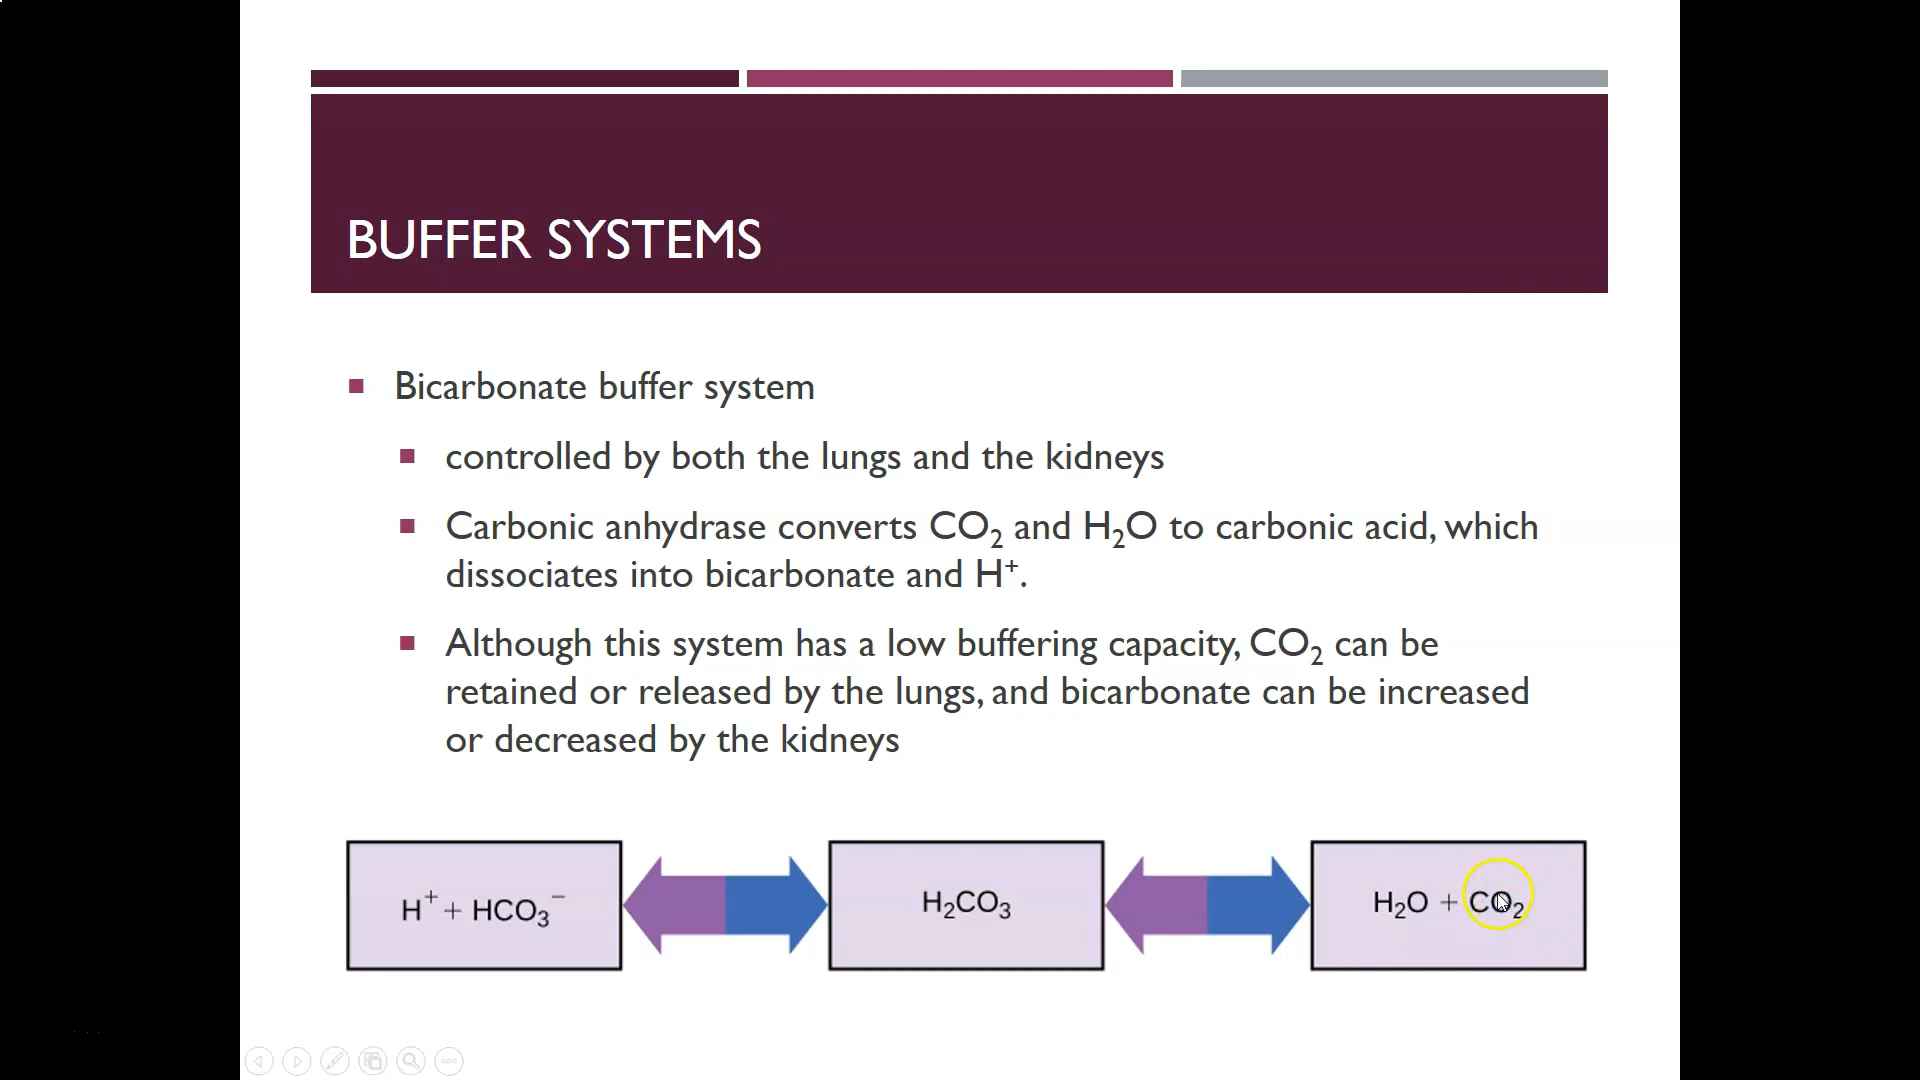 BUFFER SYSTEMS
Bicarbonate buffer system
controlled by both the lungs and the kidneys
Carbonic anhydrase converts CO₂ and H₂O to carbonic acid, which
dissociates into bicarbonate and H⁺.
Although this system has a low buffering capacity, CO₂ can be
retained or released by the lungs, and bicarbonate can be increased
or decreased by the kidneys
H⁺ + HCO₃⁻
H₂CO₃
H₂O + CO₂